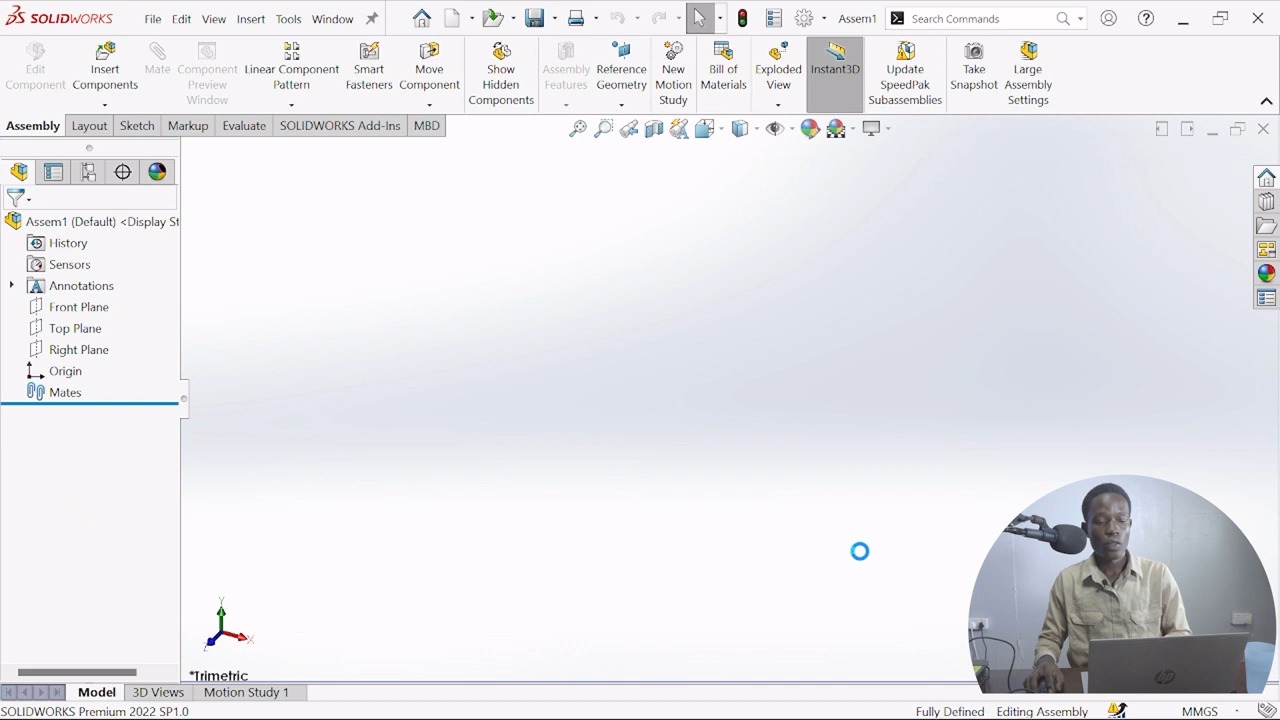 SOLIDWORKS File Edit View Insert Tools Window Assem1 Search Commands
Edit Component
Insert Components
Mate
Component Preview Window
Linear Component Pattern
Smart Fasteners
Move Component
Show Hidden Components
Assembly Features
Reference Geometry
New Motion Study
Bill of Materials
Exploded View
Instant3D
Update SpeedPak Subassemblies
Take Snapshot
Large Assembly Settings
Assembly Layout Sketch Markup Evaluate SOLIDWORKS Add-Ins MBD
Assem1 (Default) <Display St
History
Sensors
Annotations
Front Plane
Top Plane
Right Plane
Origin
Mates
Y
X
Z
*Trimetric
Model 3D Views Motion Study 1
SOLIDWORKS Premium 2022 SP1.0 Fully Defined Editing Assembly MMGS
hp